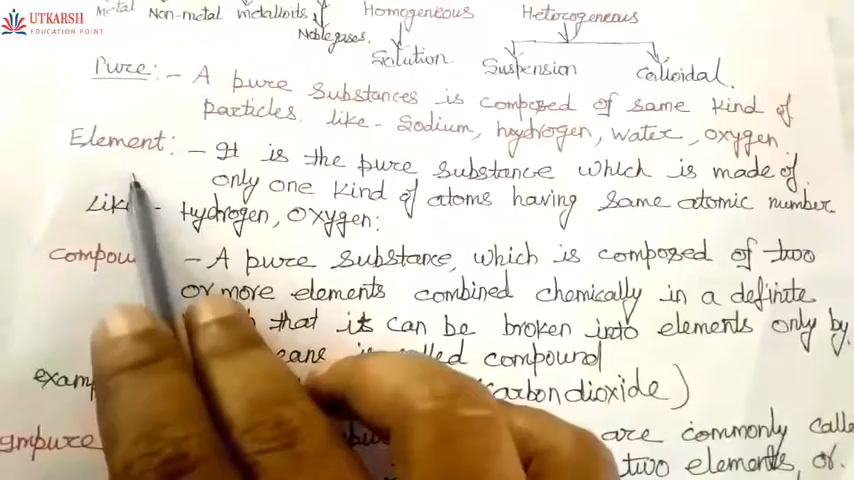 UTKARSH
EDUCATION POINT
Metal Non-metal metalloids Homogeneous Heterogeneous
Noble gases.
Solution Suspension Colloidal.
Pure:- A pure substances is composed of same kind of
particles. like- Sodium, hydrogen, water, oxygen.
Element:- It is the pure substance which is made of
only one kind of atoms having same atomic number
Like- Hydrogen, Oxygen:
- A pure substance, which is composed of two
or more elements combined chemically in a definite
that it can be broken into elements only by
is called compound
(Carbondioxide)
are commonly
two elements, or